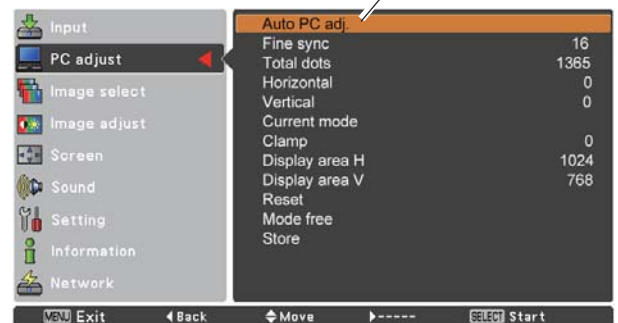 Input
PC adjust
Image select
Image adjust
Screen
Sound
Setting
Information
Network
Auto PC adj.
Fine sync 16
Total dots 1365
Horizontal 0
Vertical 0
Current mode
Clamp 0
Display area H 1024
Display area V 768
Reset
Mode free
Store
MENU Exit Back Move ----- SELECT Start